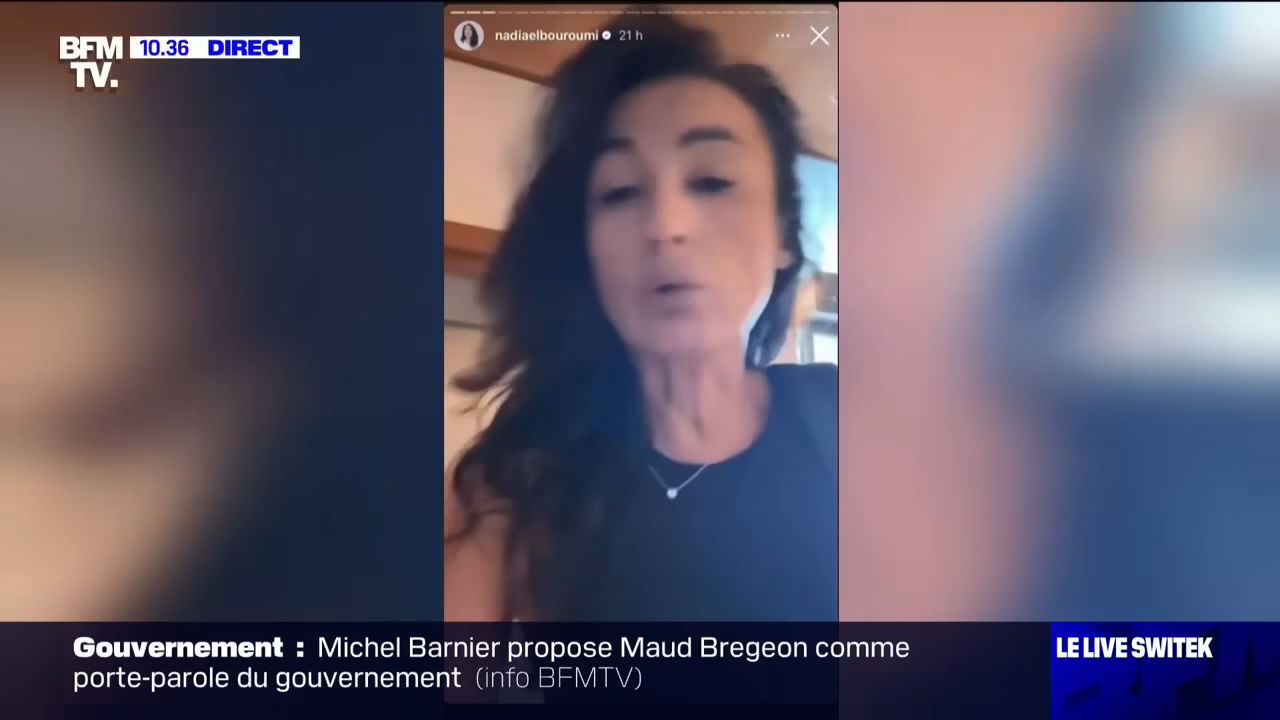 BFM
TV.
10.36 DIRECT
nadiaelbouroumi 21 h
Gouvernement : Michel Barnier propose Maud Bregeon comme
porte-parole du gouvernement (info BFMTV)
LE LIVE SWITEK